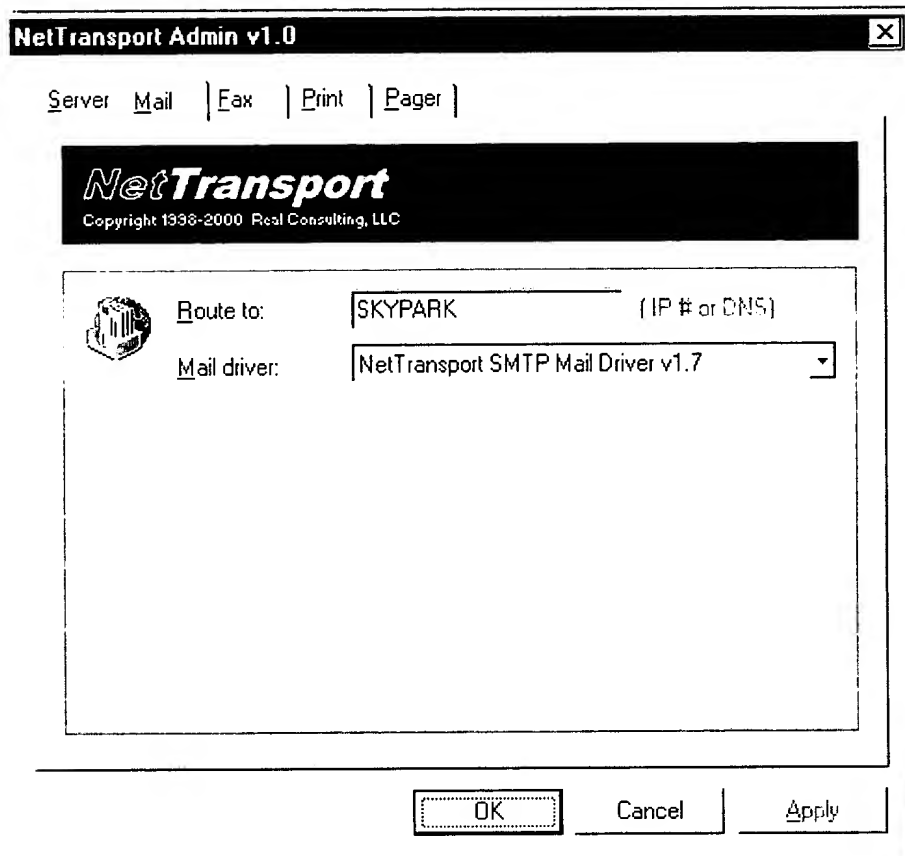 NetTransport Admin v1.0
Server Mail Fax Print Pager
NetTransport
Copyright 1998-2000 Real Consulting, LLC
Route to: SKYPARK (IP # or DNS)
Mail driver: NetTransport SMTP Mail Driver v1.7
OK Cancel Apply